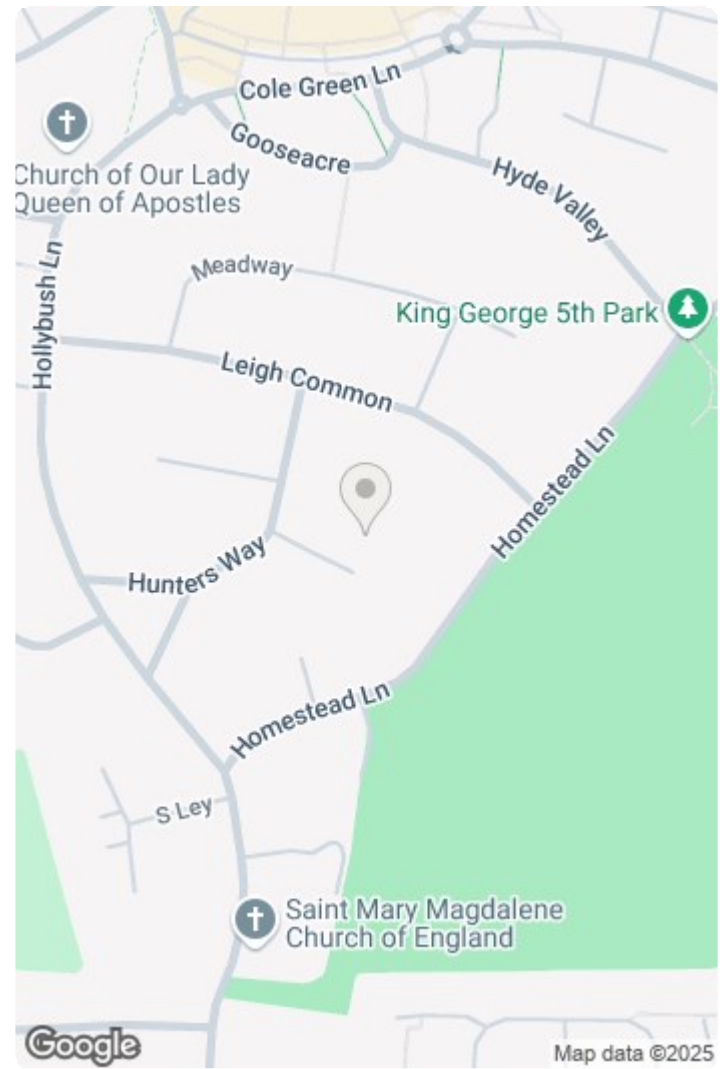 Cole Green Ln
Gooseacre
Church of Our Lady
Queen of Apostles
Hyde Valley
Hollybush Ln
Meadway
King George 5th Park
Leigh Common
Homestead Ln
Hunters Way
Homestead Ln
S Ley
Saint Mary Magdalene
Church of England
Google
Map data ©2025